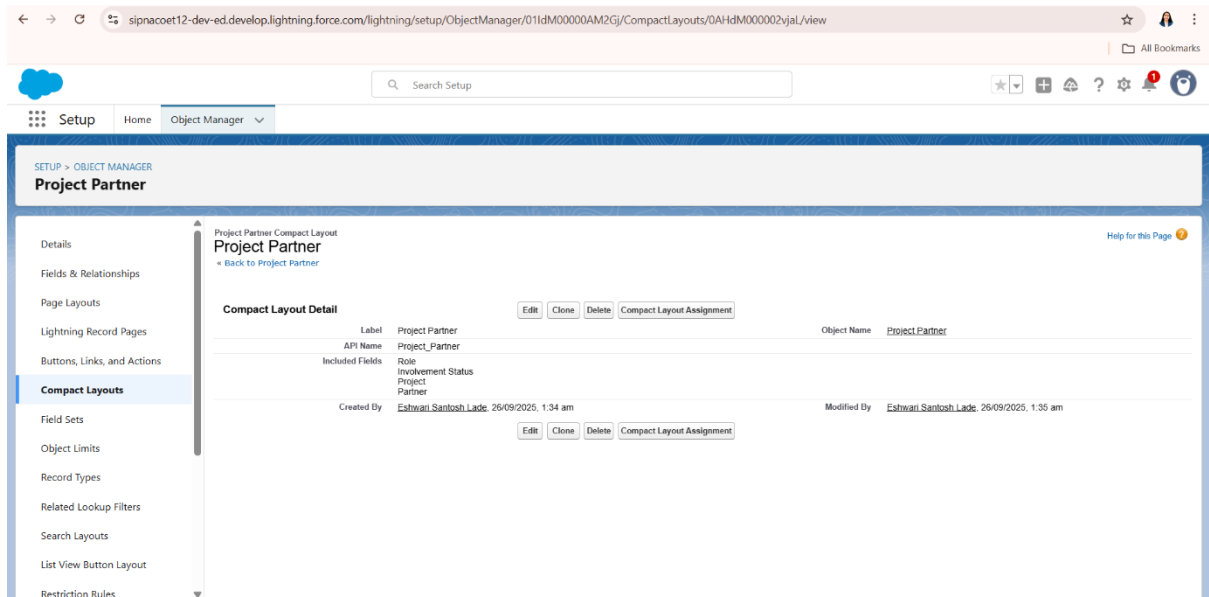 sipnacoet12-dev-ed.develop.lightning.force.com/lightning/setup/ObjectManager/01IdM00000AM2Gj/CompactLayouts/0AHdM000002vjaL/view
All Bookmarks
Search Setup
1
Setup Home Object Manager
SETUP > OBJECT MANAGER
Project Partner
Details
Fields & Relationships
Page Layouts
Lightning Record Pages
Buttons, Links, and Actions
Compact Layouts
Field Sets
Object Limits
Record Types
Related Lookup Filters
Search Layouts
List View Button Layout
Restriction Rules
Project Partner Compact Layout
Project Partner
« Back to Project Partner
Help for this Page ?
Compact Layout Detail Edit Clone Delete Compact Layout Assignment
Label Project Partner Object Name Project Partner
API Name Project_Partner
Included Fields Role
Involvement Status
Project
Partner
Created By Eshwari Santosh Lade, 26/09/2025, 1:34 am Modified By Eshwari Santosh Lade, 26/09/2025, 1:35 am
Edit Clone Delete Compact Layout Assignment